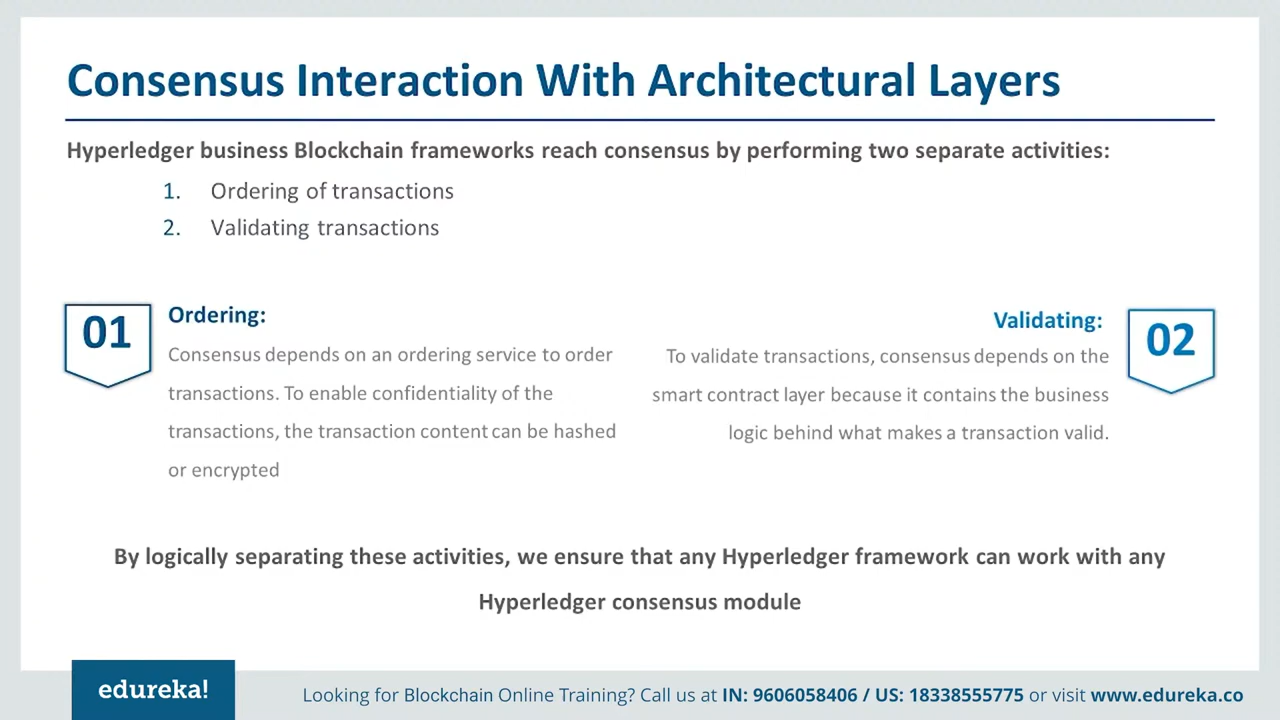 Consensus Interaction With Architectural Layers
Hyperledger business Blockchain frameworks reach consensus by performing two separate activities:
1. Ordering of transactions
2. Validating transactions
01
Ordering:
Consensus depends on an ordering service to order
transactions. To enable confidentiality of the
transactions, the transaction content can be hashed
or encrypted
Validating:
02
To validate transactions, consensus depends on the
smart contract layer because it contains the business
logic behind what makes a transaction valid.
By logically separating these activities, we ensure that any Hyperledger framework can work with any
Hyperledger consensus module
edureka!
Looking for Blockchain Online Training? Call us at IN: 9606058406 / US: 18338555775 or visit www.edureka.co